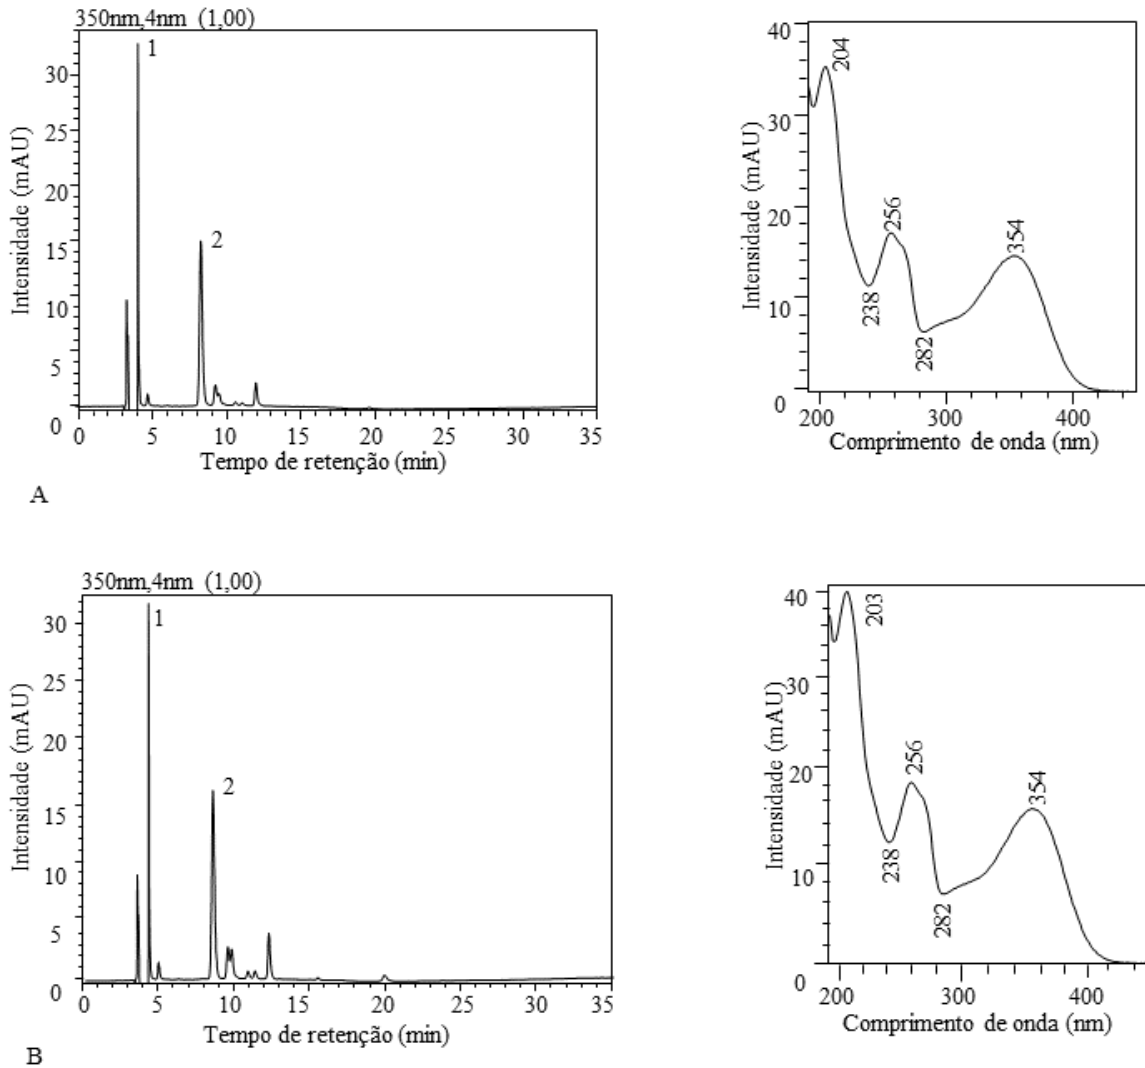 350nm,4nm (1,00)
Intensidade (mAU)
30
25
20
15
10
5
0
1
2
0 5 10 15 20 25 30 35
Tempo de retenção (min)
Intensidade (mAU)
40
30
20
10
0
204
256
354
238
282
200 300 400
Comprimento de onda (nm)
A
350nm,4nm (1,00)
Intensidade (mAU)
30
25
20
15
10
5
0
1
2
0 5 10 15 20 25 30 35
Tempo de retenção (min)
Intensidade (mAU)
40
30
20
10
0
203
256
354
238
282
200 300 400
Comprimento de onda (nm)
B